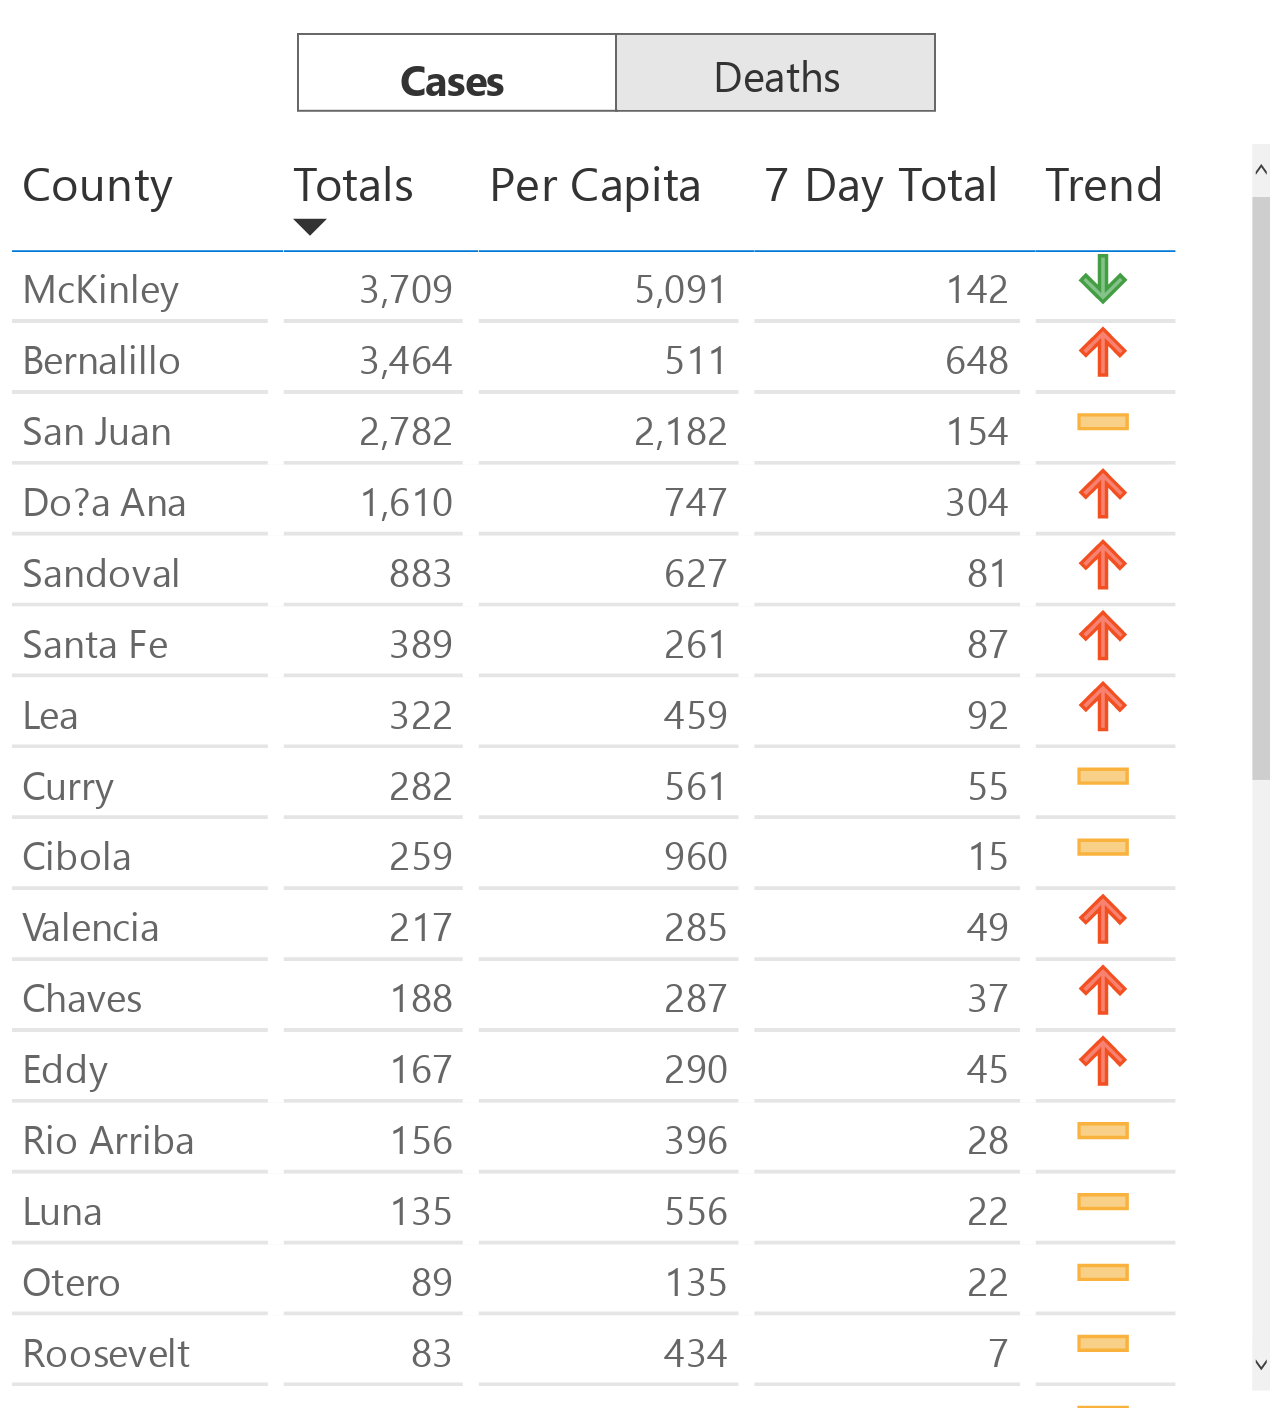 Cases Deaths
County Totals Per Capita 7 Day Total Trend
McKinley 3,709 5,091 142
Bernalillo 3,464 511 648
San Juan 2,782 2,182 154
Do?a Ana 1,610 747 304
Sandoval 883 627 81
Santa Fe 389 261 87
Lea 322 459 92
Curry 282 561 55
Cibola 259 960 15
Valencia 217 285 49
Chaves 188 287 37
Eddy 167 290 45
Rio Arriba 156 396 28
Luna 135 556 22
Otero 89 135 22
Roosevelt 83 434 7